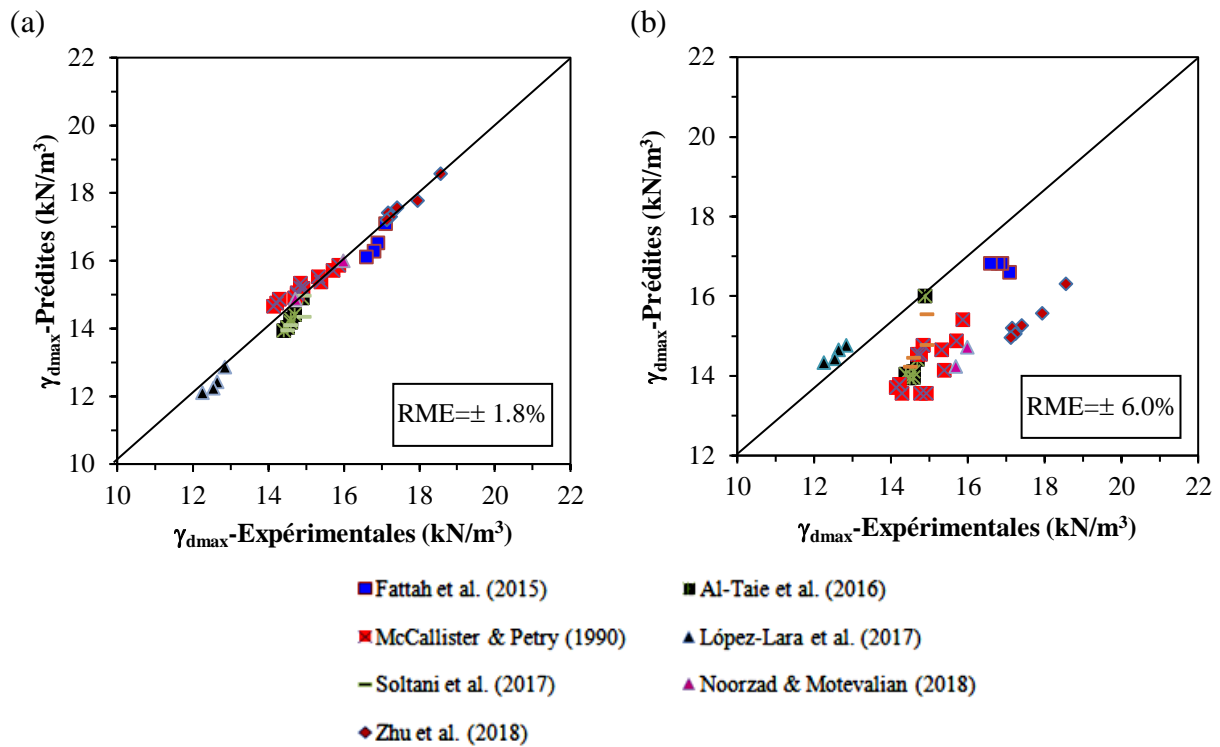 (a)
(b)
22
20
18
16
14
12
10
γdmax-Prédites (kN/m³)
RME=± 1.8%
10 12 14 16 18 20 22
γdmax-Expérimentales (kN/m³)
22
20
18
16
14
12
γdmax-Prédites (kN/m³)
RME=± 6.0%
10 12 14 16 18 20 22
γdmax-Expérimentales (kN/m³)
Fattah et al. (2015)
Al-Taie et al. (2016)
McCallister & Petry (1990)
López-Lara et al. (2017)
Soltani et al. (2017)
Noorzad & Motevalian (2018)
Zhu et al. (2018)